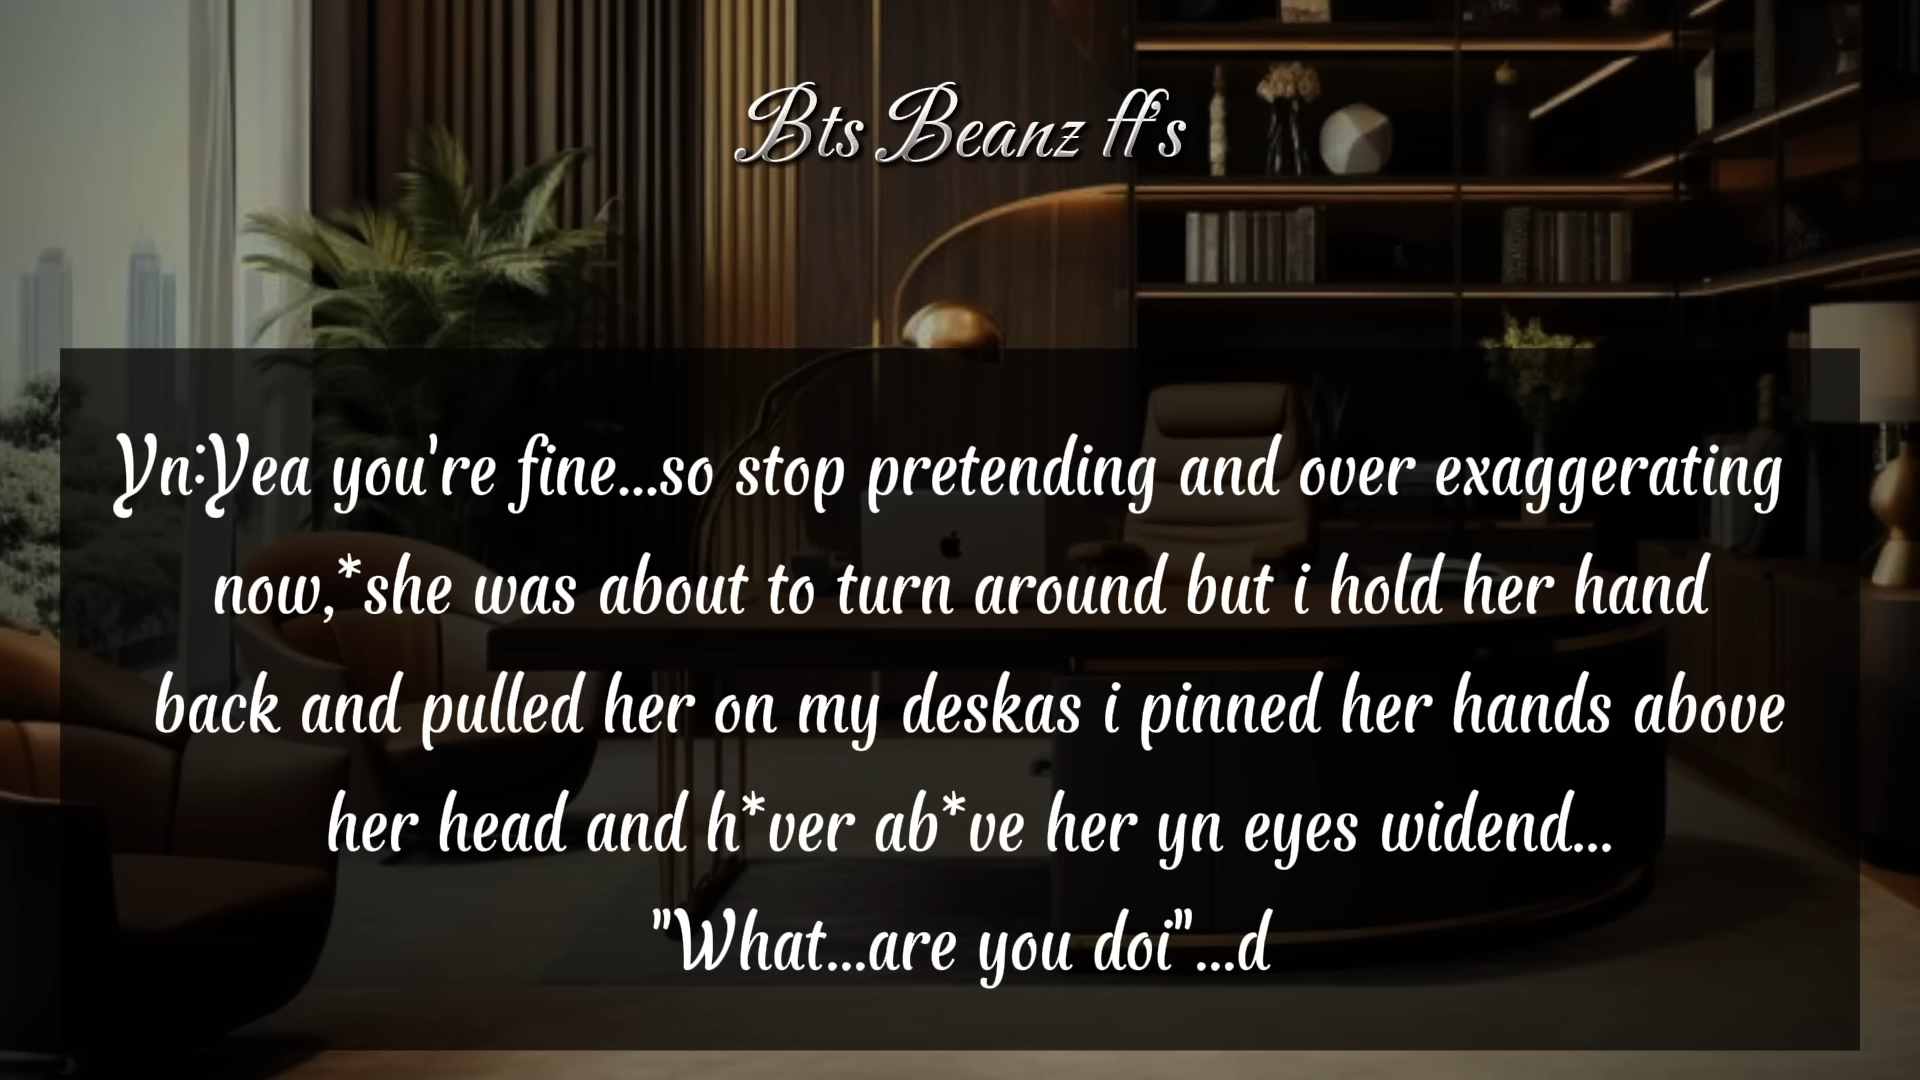 Bts Beanz ff's
Yn:Yea you're fine...so stop pretending and over exaggerating
now,*she was about to turn around but i hold her hand
back and pulled her on my deskas i pinned her hands above
her head and h*ver ab*ve her yn eyes widend...
"What...are you doi"...d